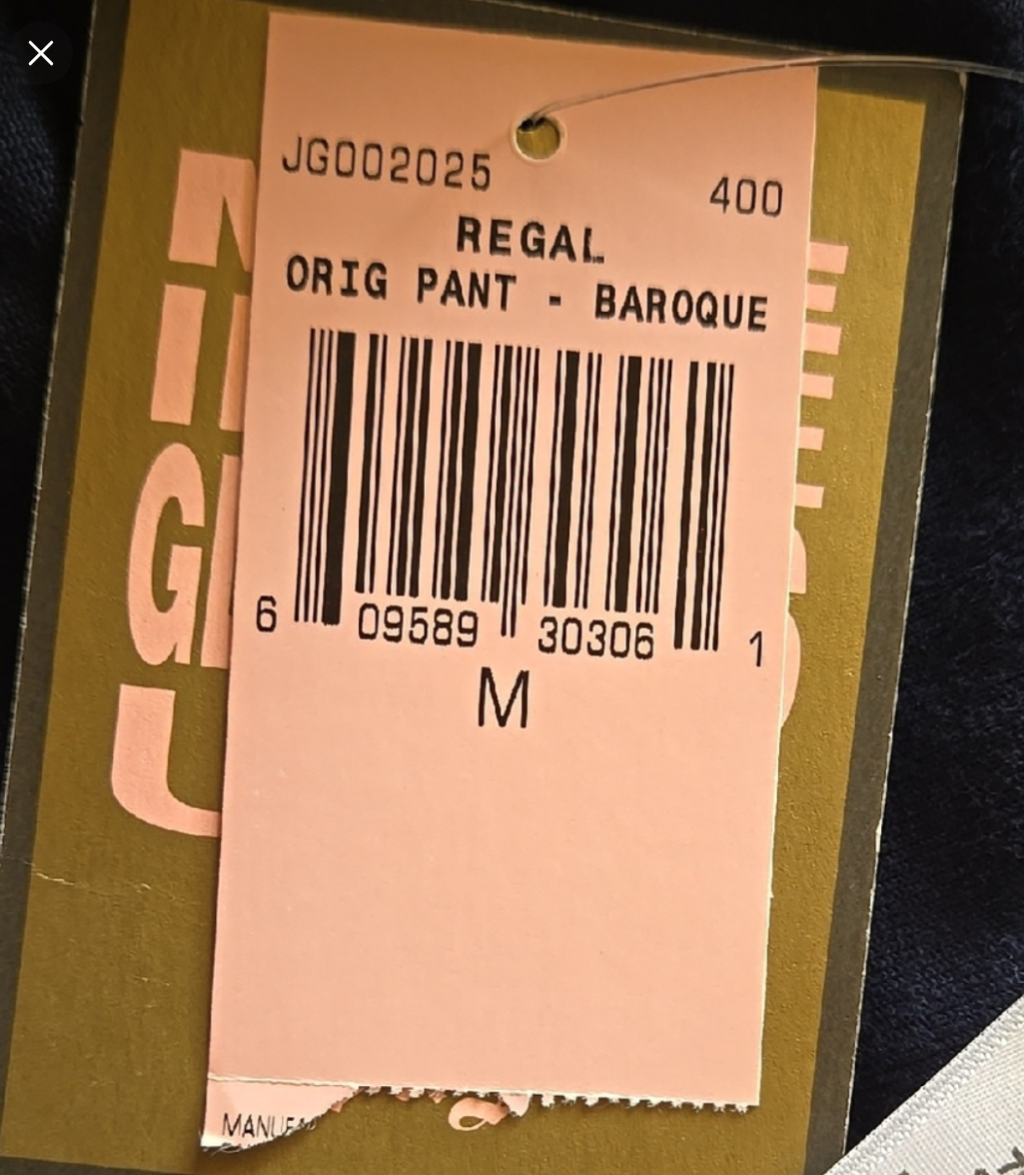 JG002025
400
REGAL
ORIG PANT - BAROQUE
6 09589 30306 1
M